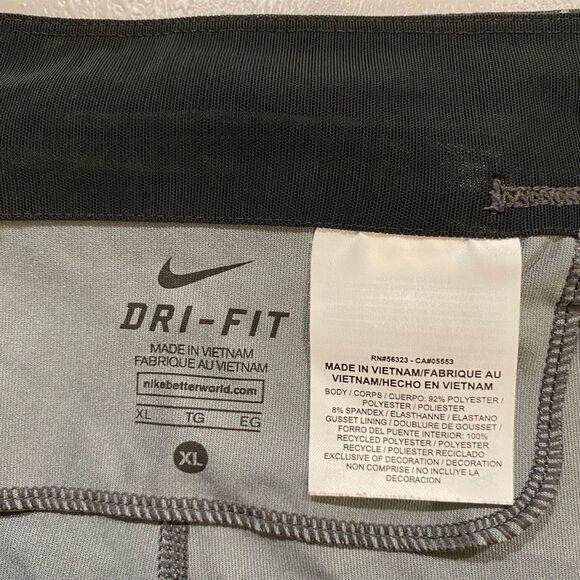 DRI-FIT
MADE IN VIETNAM
FABRIQUÉ AU
VIETNAM
nikebetterworld.com
XL TG EG
XL
RN#56323 - CA#05553
MADE IN VIETNAM/FABRIQUÉ AU
VIETNAM/HECHO EN VIETNAM
BODY / CORPS / CUERPO: 92% POLYESTER
/ POLYESTER / POLIESTER
8% SPANDEX / ELASTHANNE / ELASTANO
GUSSET LINING / DOUBLURE DE GOUSSET /
FORRO DEL PUENTE INTERIOR: 100%
RECYCLED POLYESTER / POLYESTER
RECYCLE / POLIESTER RECICLADO
EXCLUSIVE OF DECORATION / DECORATION
NON COMPRISE / NO INCLUYE LA
DECORACIÓN